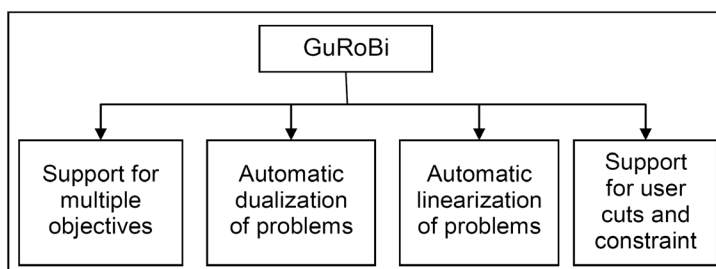 GuRoBi
Support for
multiple
objectives
Automatic
dualization
of problems
Automatic
linearization
of problems
Support
for user
cuts and
constraint